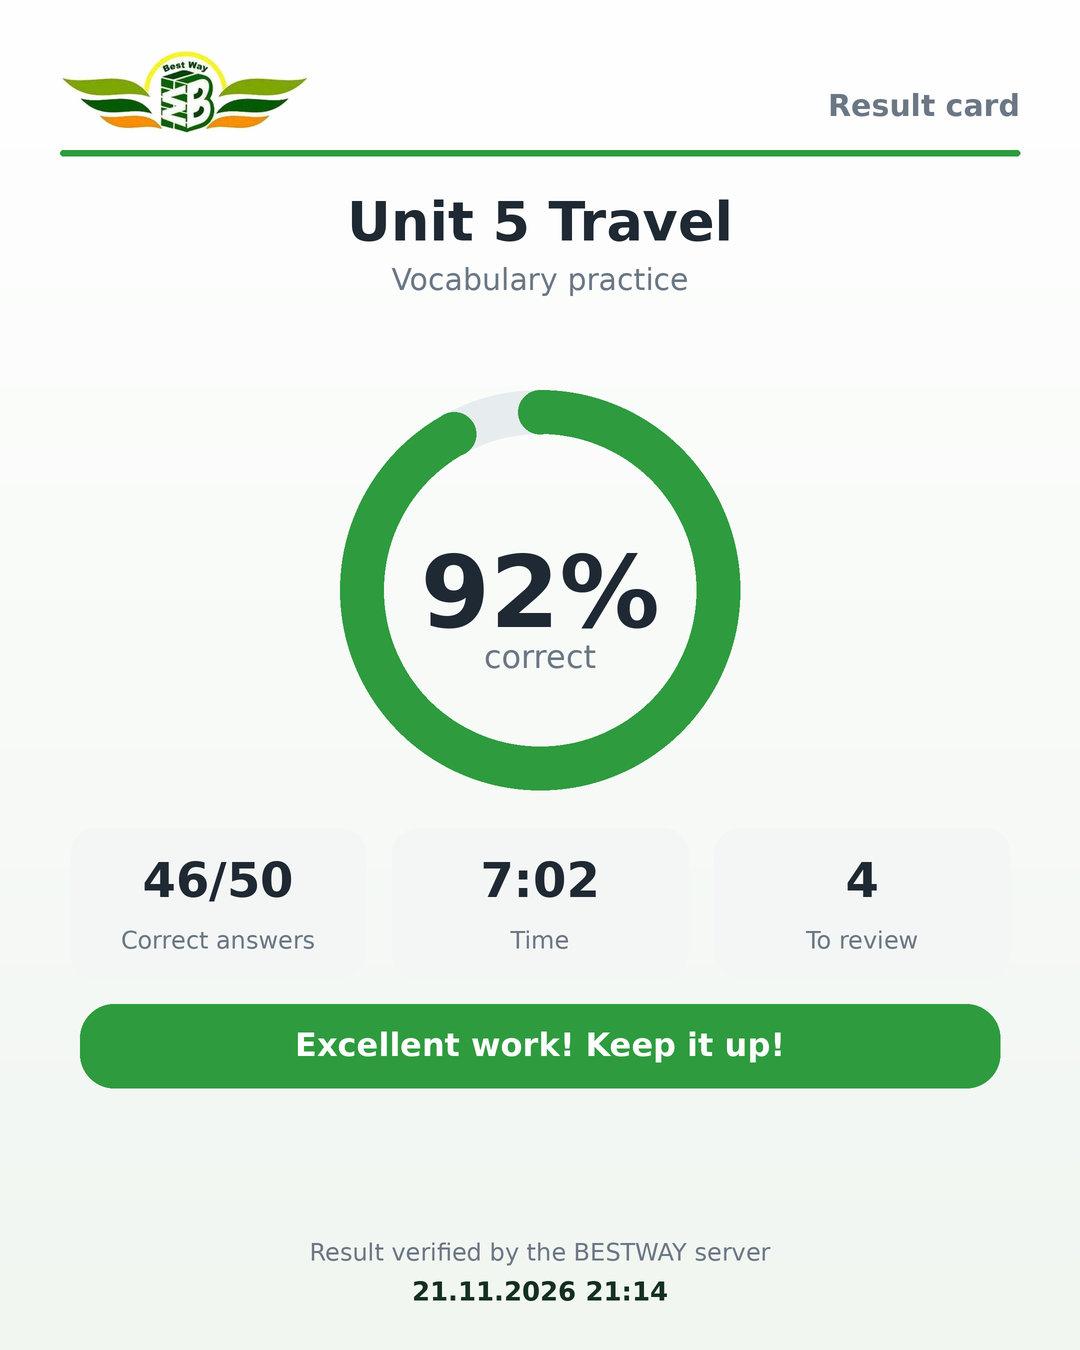 Best Way
WB
Result card
Unit 5 Travel
Vocabulary practice
92%
correct
46/50
Correct answers
7:02
Time
4
To review
Excellent work! Keep it up!
Result verified by the BESTWAY server
21.11.2026 21:14